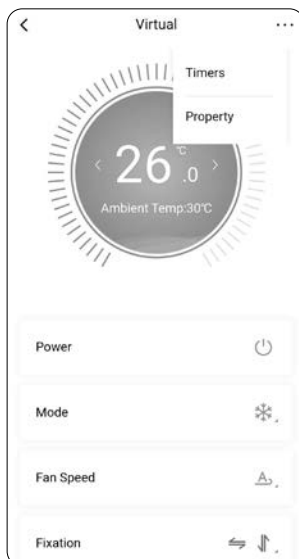 Virtual
Timers
Property
26.0 ℃
Ambient Temp:30℃
Power
Mode
Fan Speed
A
Fixation